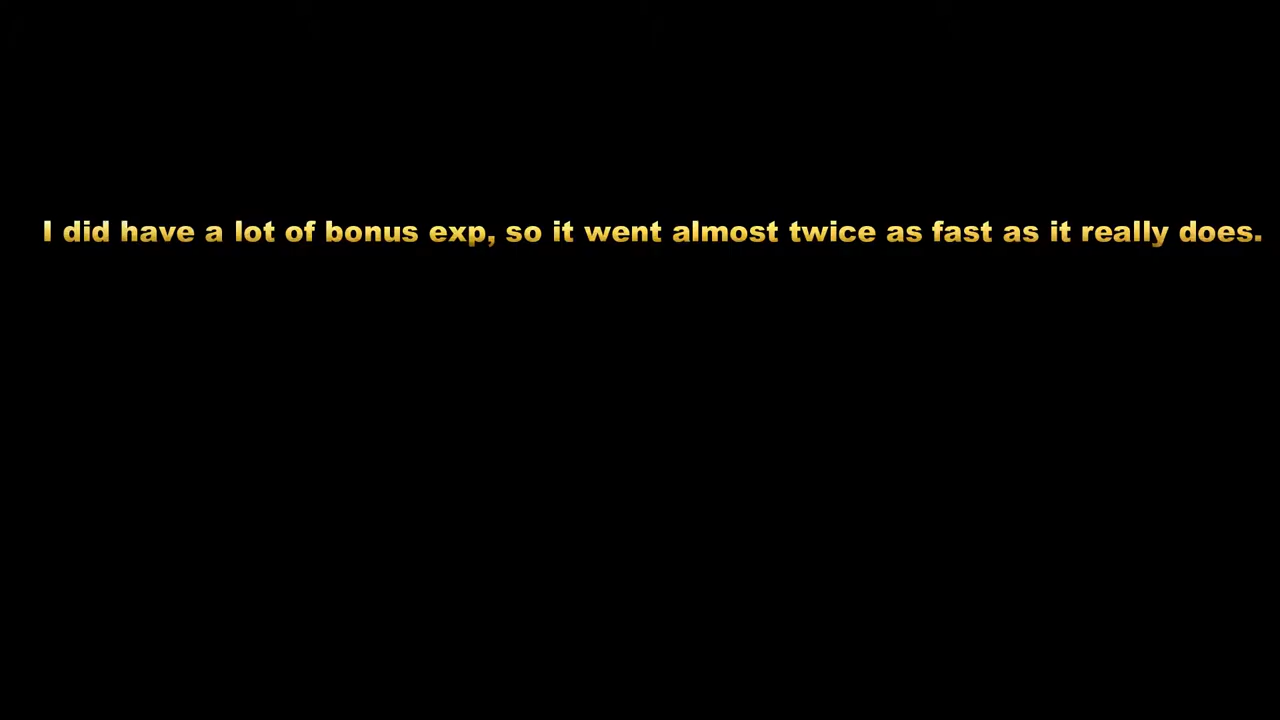 I did have a lot of bonus exp, so it went almost twice as fast as it really does.